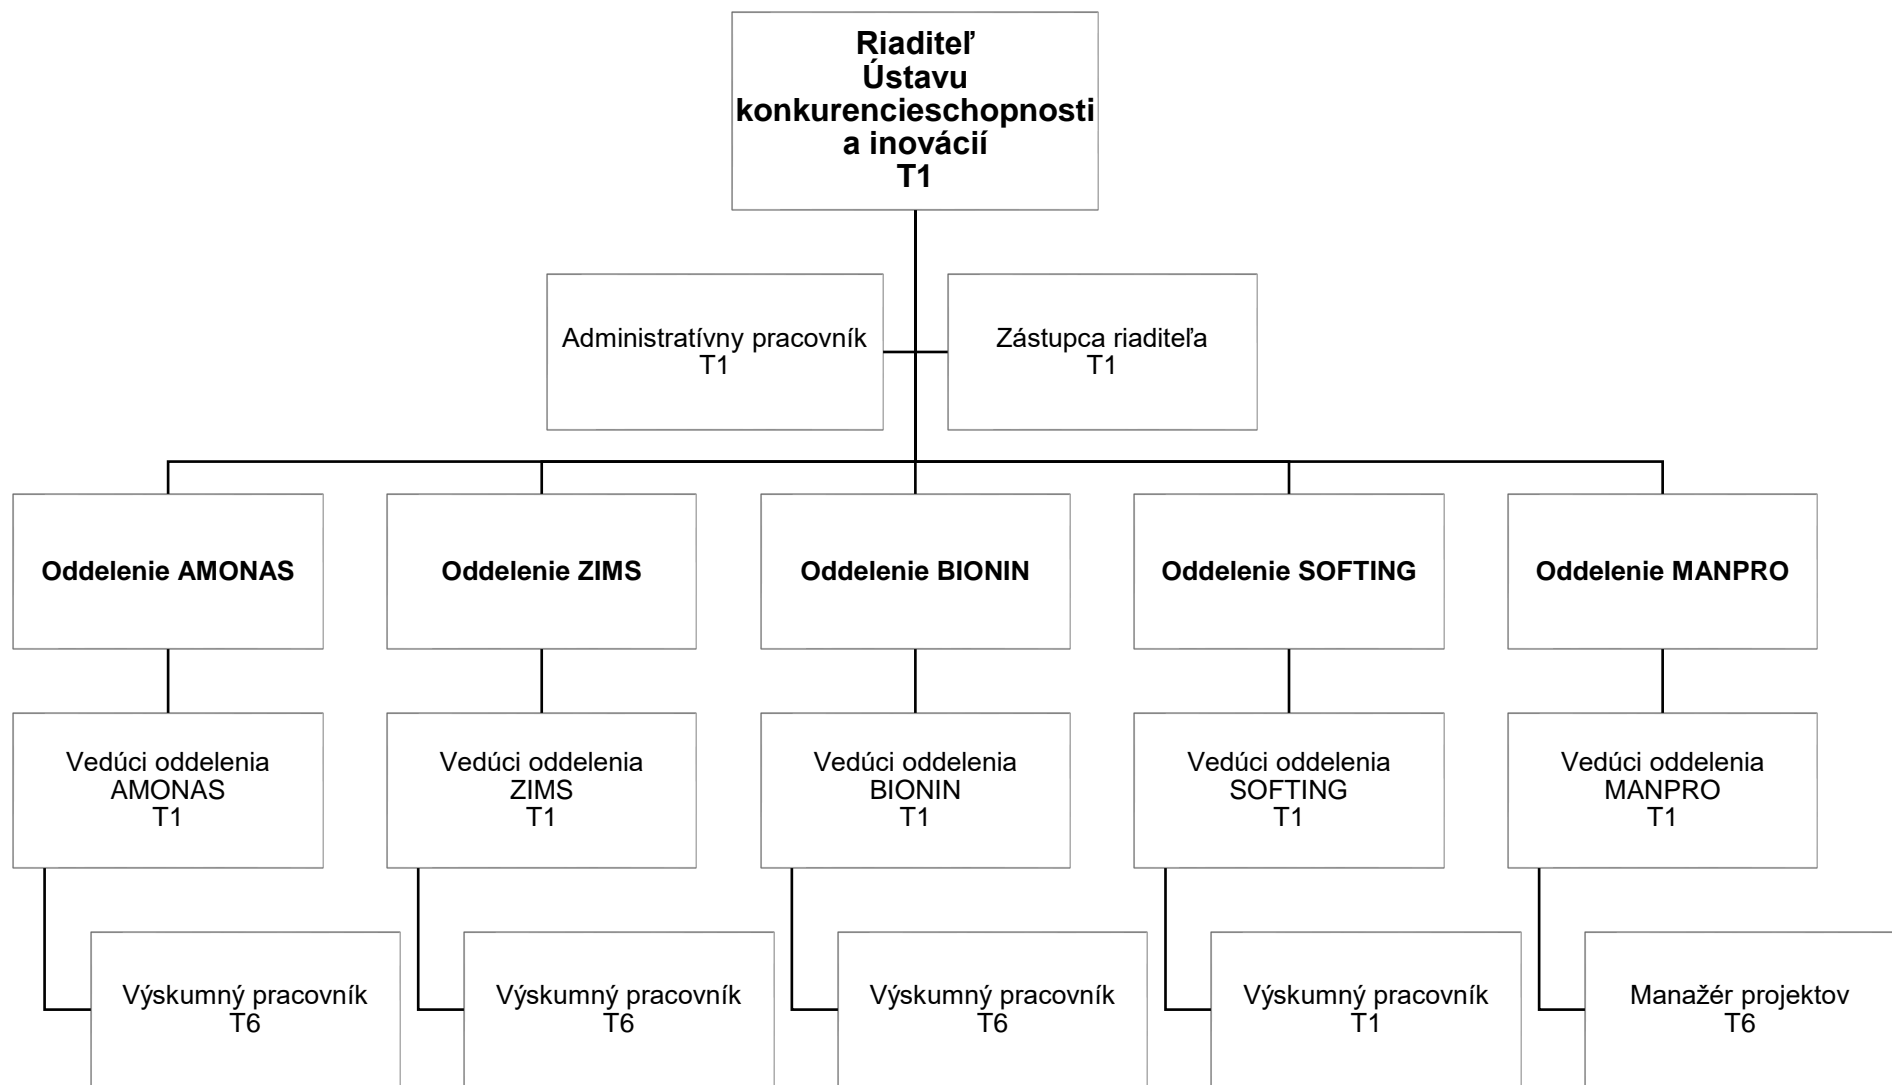 Riaditeľ
Ústavu
konkurencieschopnosti
a inovácií
T1
Administratívny pracovník
T1
Zástupca riaditeľa
T1
Oddelenie AMONAS
Oddelenie ZIMS
Oddelenie BIONIN
Oddelenie SOFTING
Oddelenie MANPRO
Vedúci oddelenia
AMONAS
T1
Vedúci oddelenia
ZIMS
T1
Vedúci oddelenia
BIONIN
T1
Vedúci oddelenia
SOFTING
T1
Vedúci oddelenia
MANPRO
T1
Výskumný pracovník
T6
Výskumný pracovník
T6
Výskumný pracovník
T6
Výskumný pracovník
T1
Manažér projektov
T6